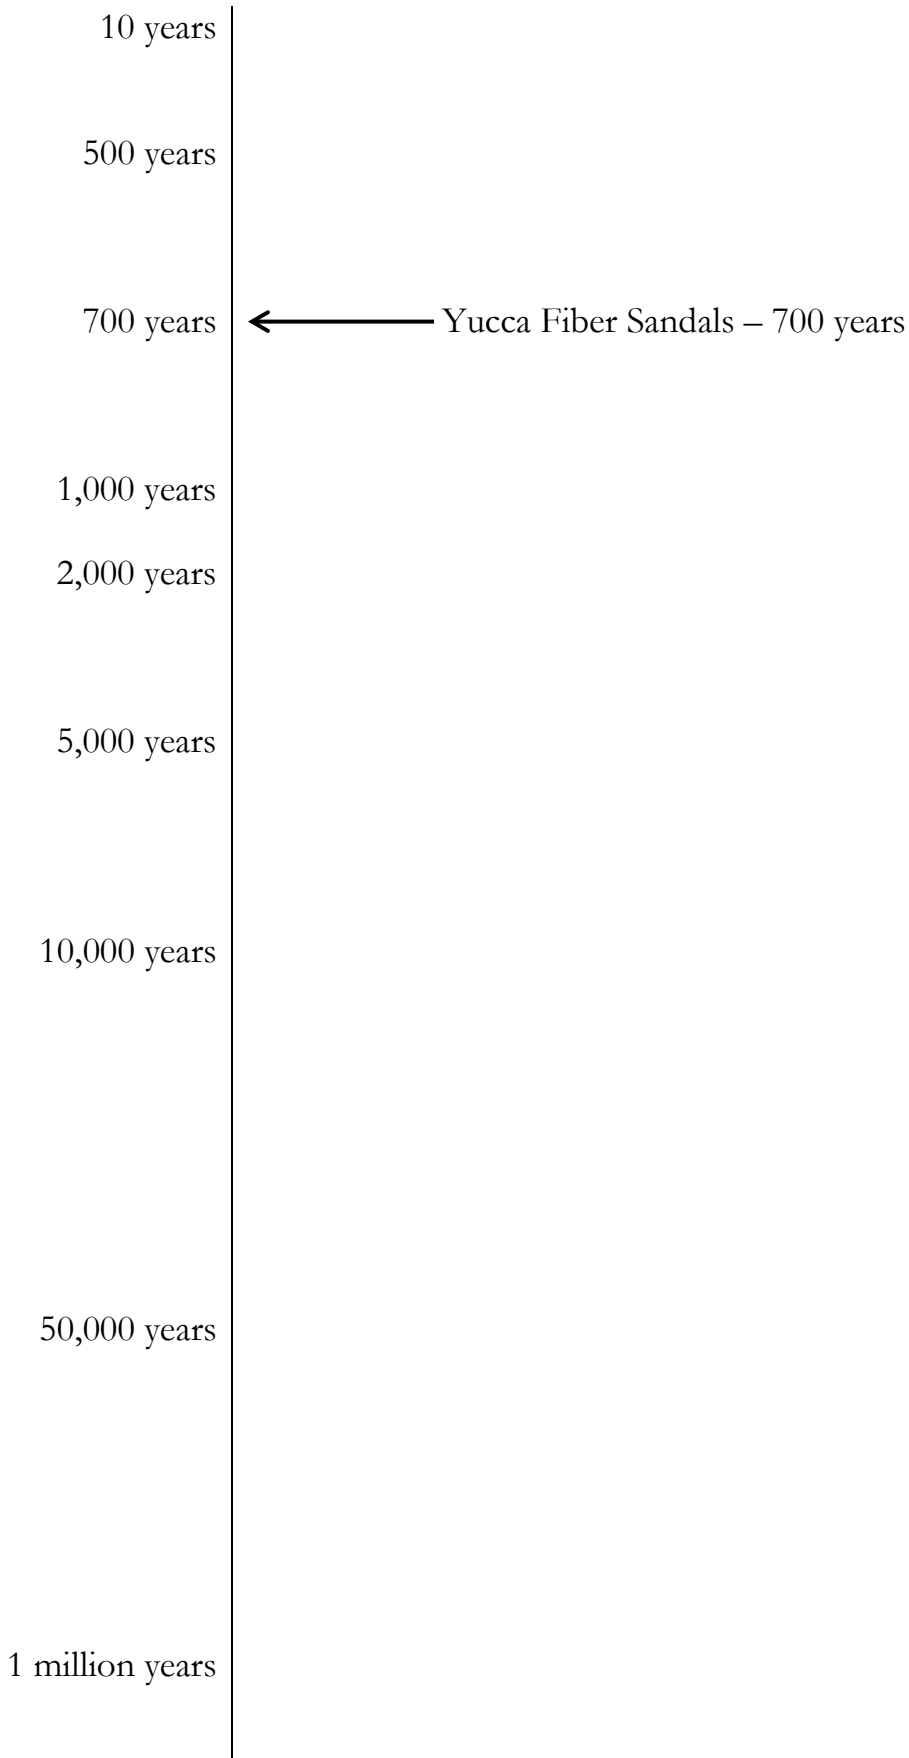 10 years
500 years
700 years Yucca Fiber Sandals – 700 years
1,000 years
2,000 years
5,000 years
10,000 years
50,000 years
1 million years